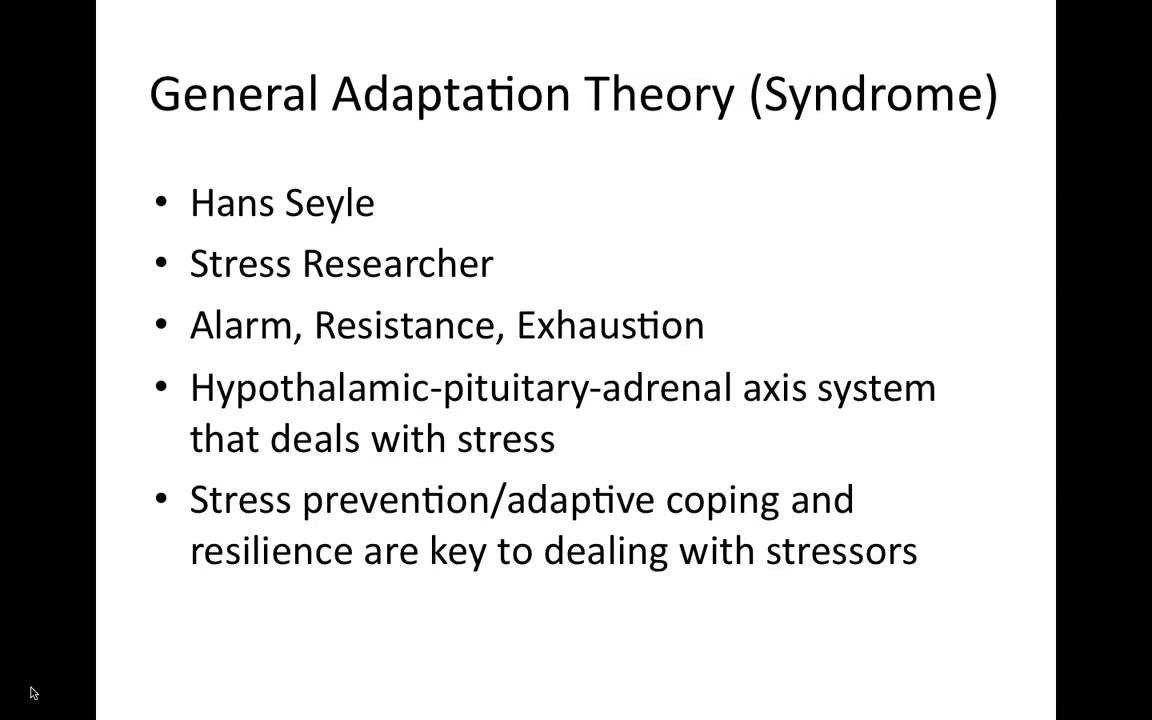 General Adaptation Theory (Syndrome)
• Hans Seyle
• Stress Researcher
• Alarm, Resistance, Exhaustion
• Hypothalamic-pituitary-adrenal axis system
that deals with stress
• Stress prevention/adaptive coping and
resilience are key to dealing with stressors